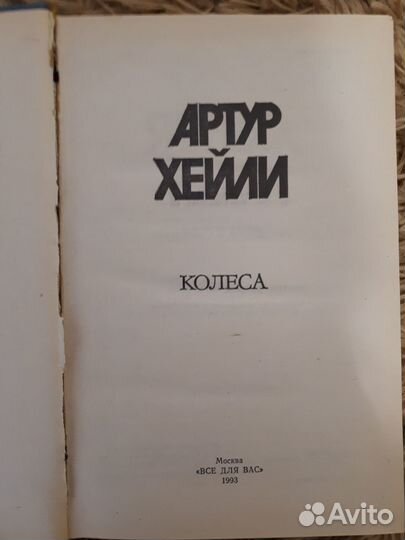 АРТУР
ХЕЙЛИ
КОЛЕСА
Москва
«ВСЕ ДЛЯ ВАС»
1993
Avito